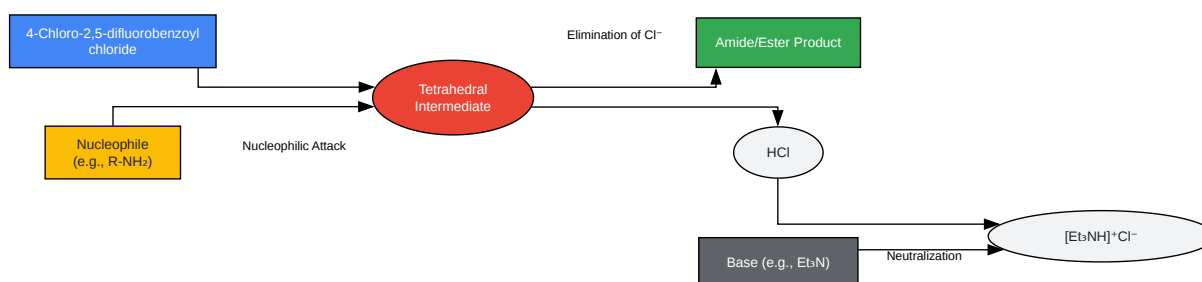 4-Chloro-2,5-difluorobenzoyl
chloride
Elimination of Cl⁻
Amide/Ester Product
Tetrahedral
Intermediate
Nucleophile
(e.g., R-NH₂)
Nucleophilic Attack
HCl
[Et₃NH]⁺Cl⁻
Base (e.g., Et₃N)
Neutralization